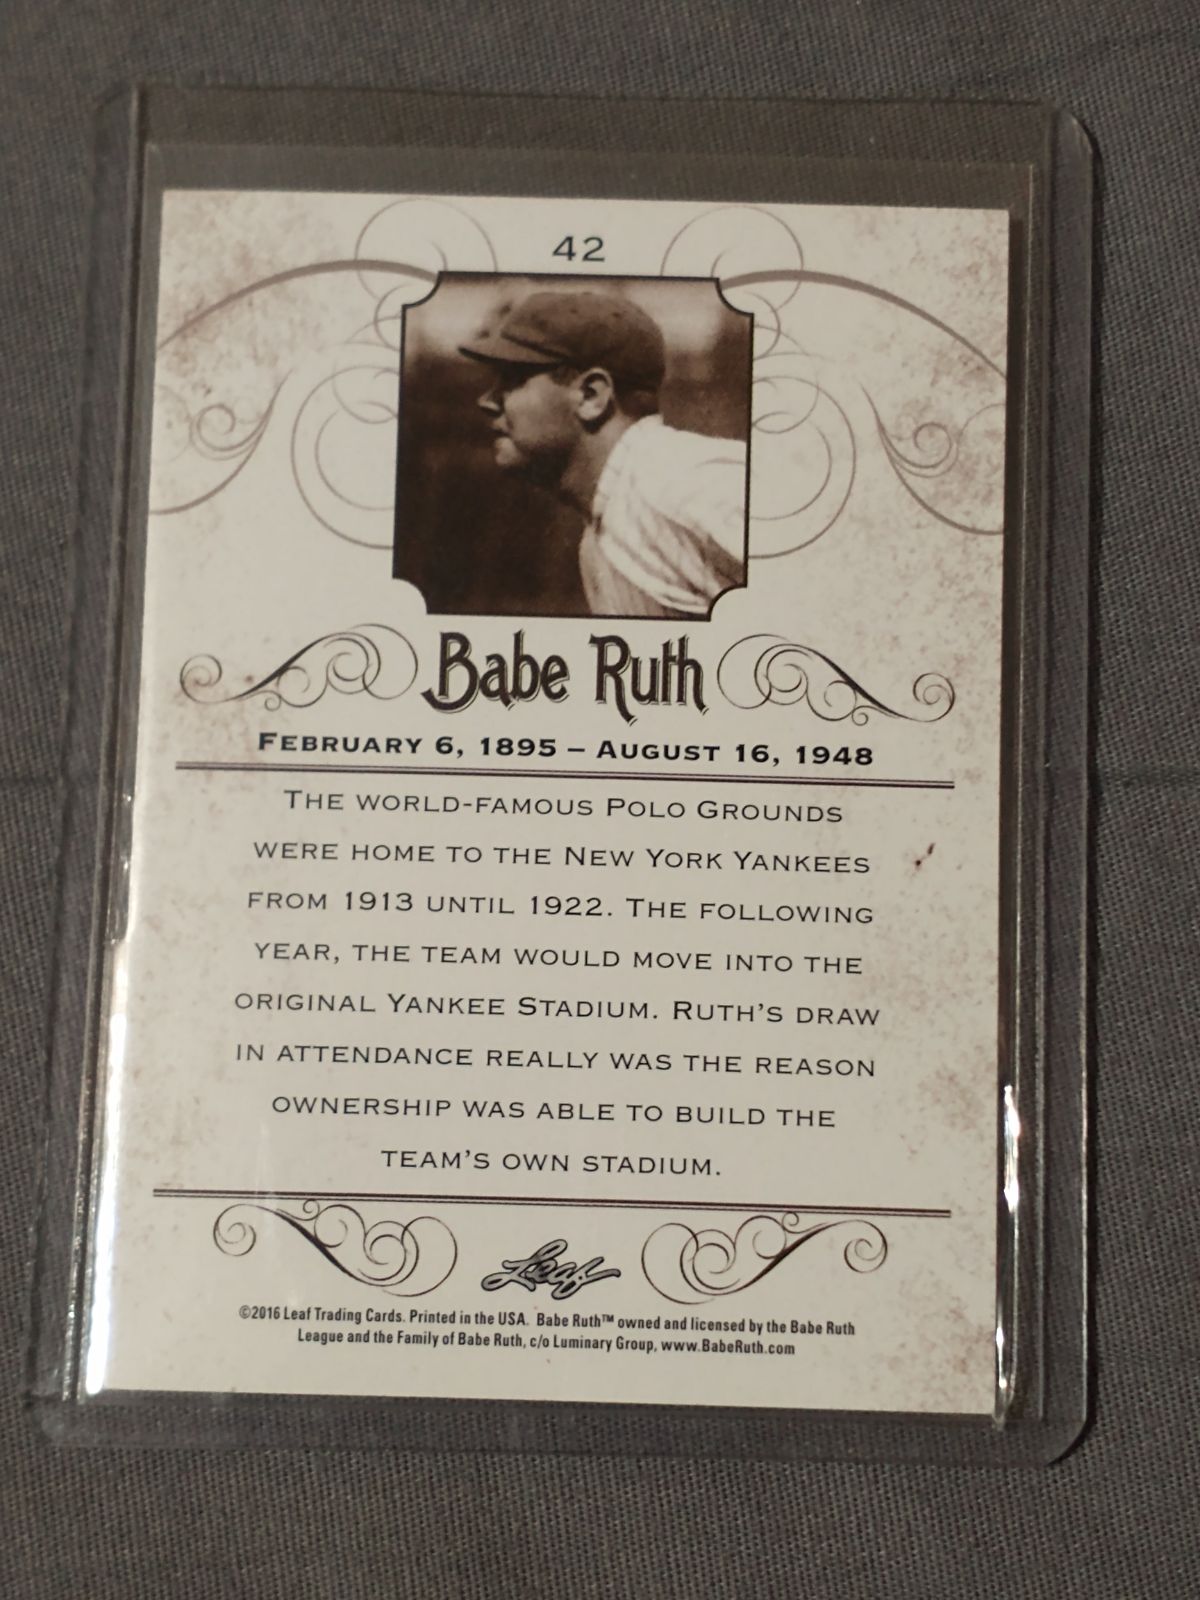 42
Babe Ruth
FEBRUARY 6, 1895 – AUGUST 16, 1948
THE WORLD-FAMOUS POLO GROUNDS
WERE HOME TO THE NEW YORK YANKEES
FROM 1913 UNTIL 1922. THE FOLLOWING
YEAR, THE TEAM WOULD MOVE INTO THE
ORIGINAL YANKEE STADIUM. RUTH'S DRAW
IN ATTENDANCE REALLY WAS THE REASON
OWNERSHIP WAS ABLE TO BUILD THE
TEAM'S OWN STADIUM.
Leaf
©2016 Leaf Trading Cards. Printed in the USA. Babe Ruth™ owned and licensed by the Babe Ruth
League and the Family of Babe Ruth, c/o Luminary Group, www.BabeRuth.com